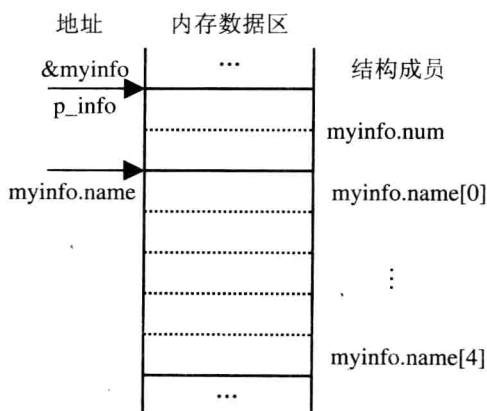 地址 内存数据区
&myinfo
p_info
...
结构成员
myinfo.num
myinfo.name
myinfo.name[0]
⋮
myinfo.name[4]
...